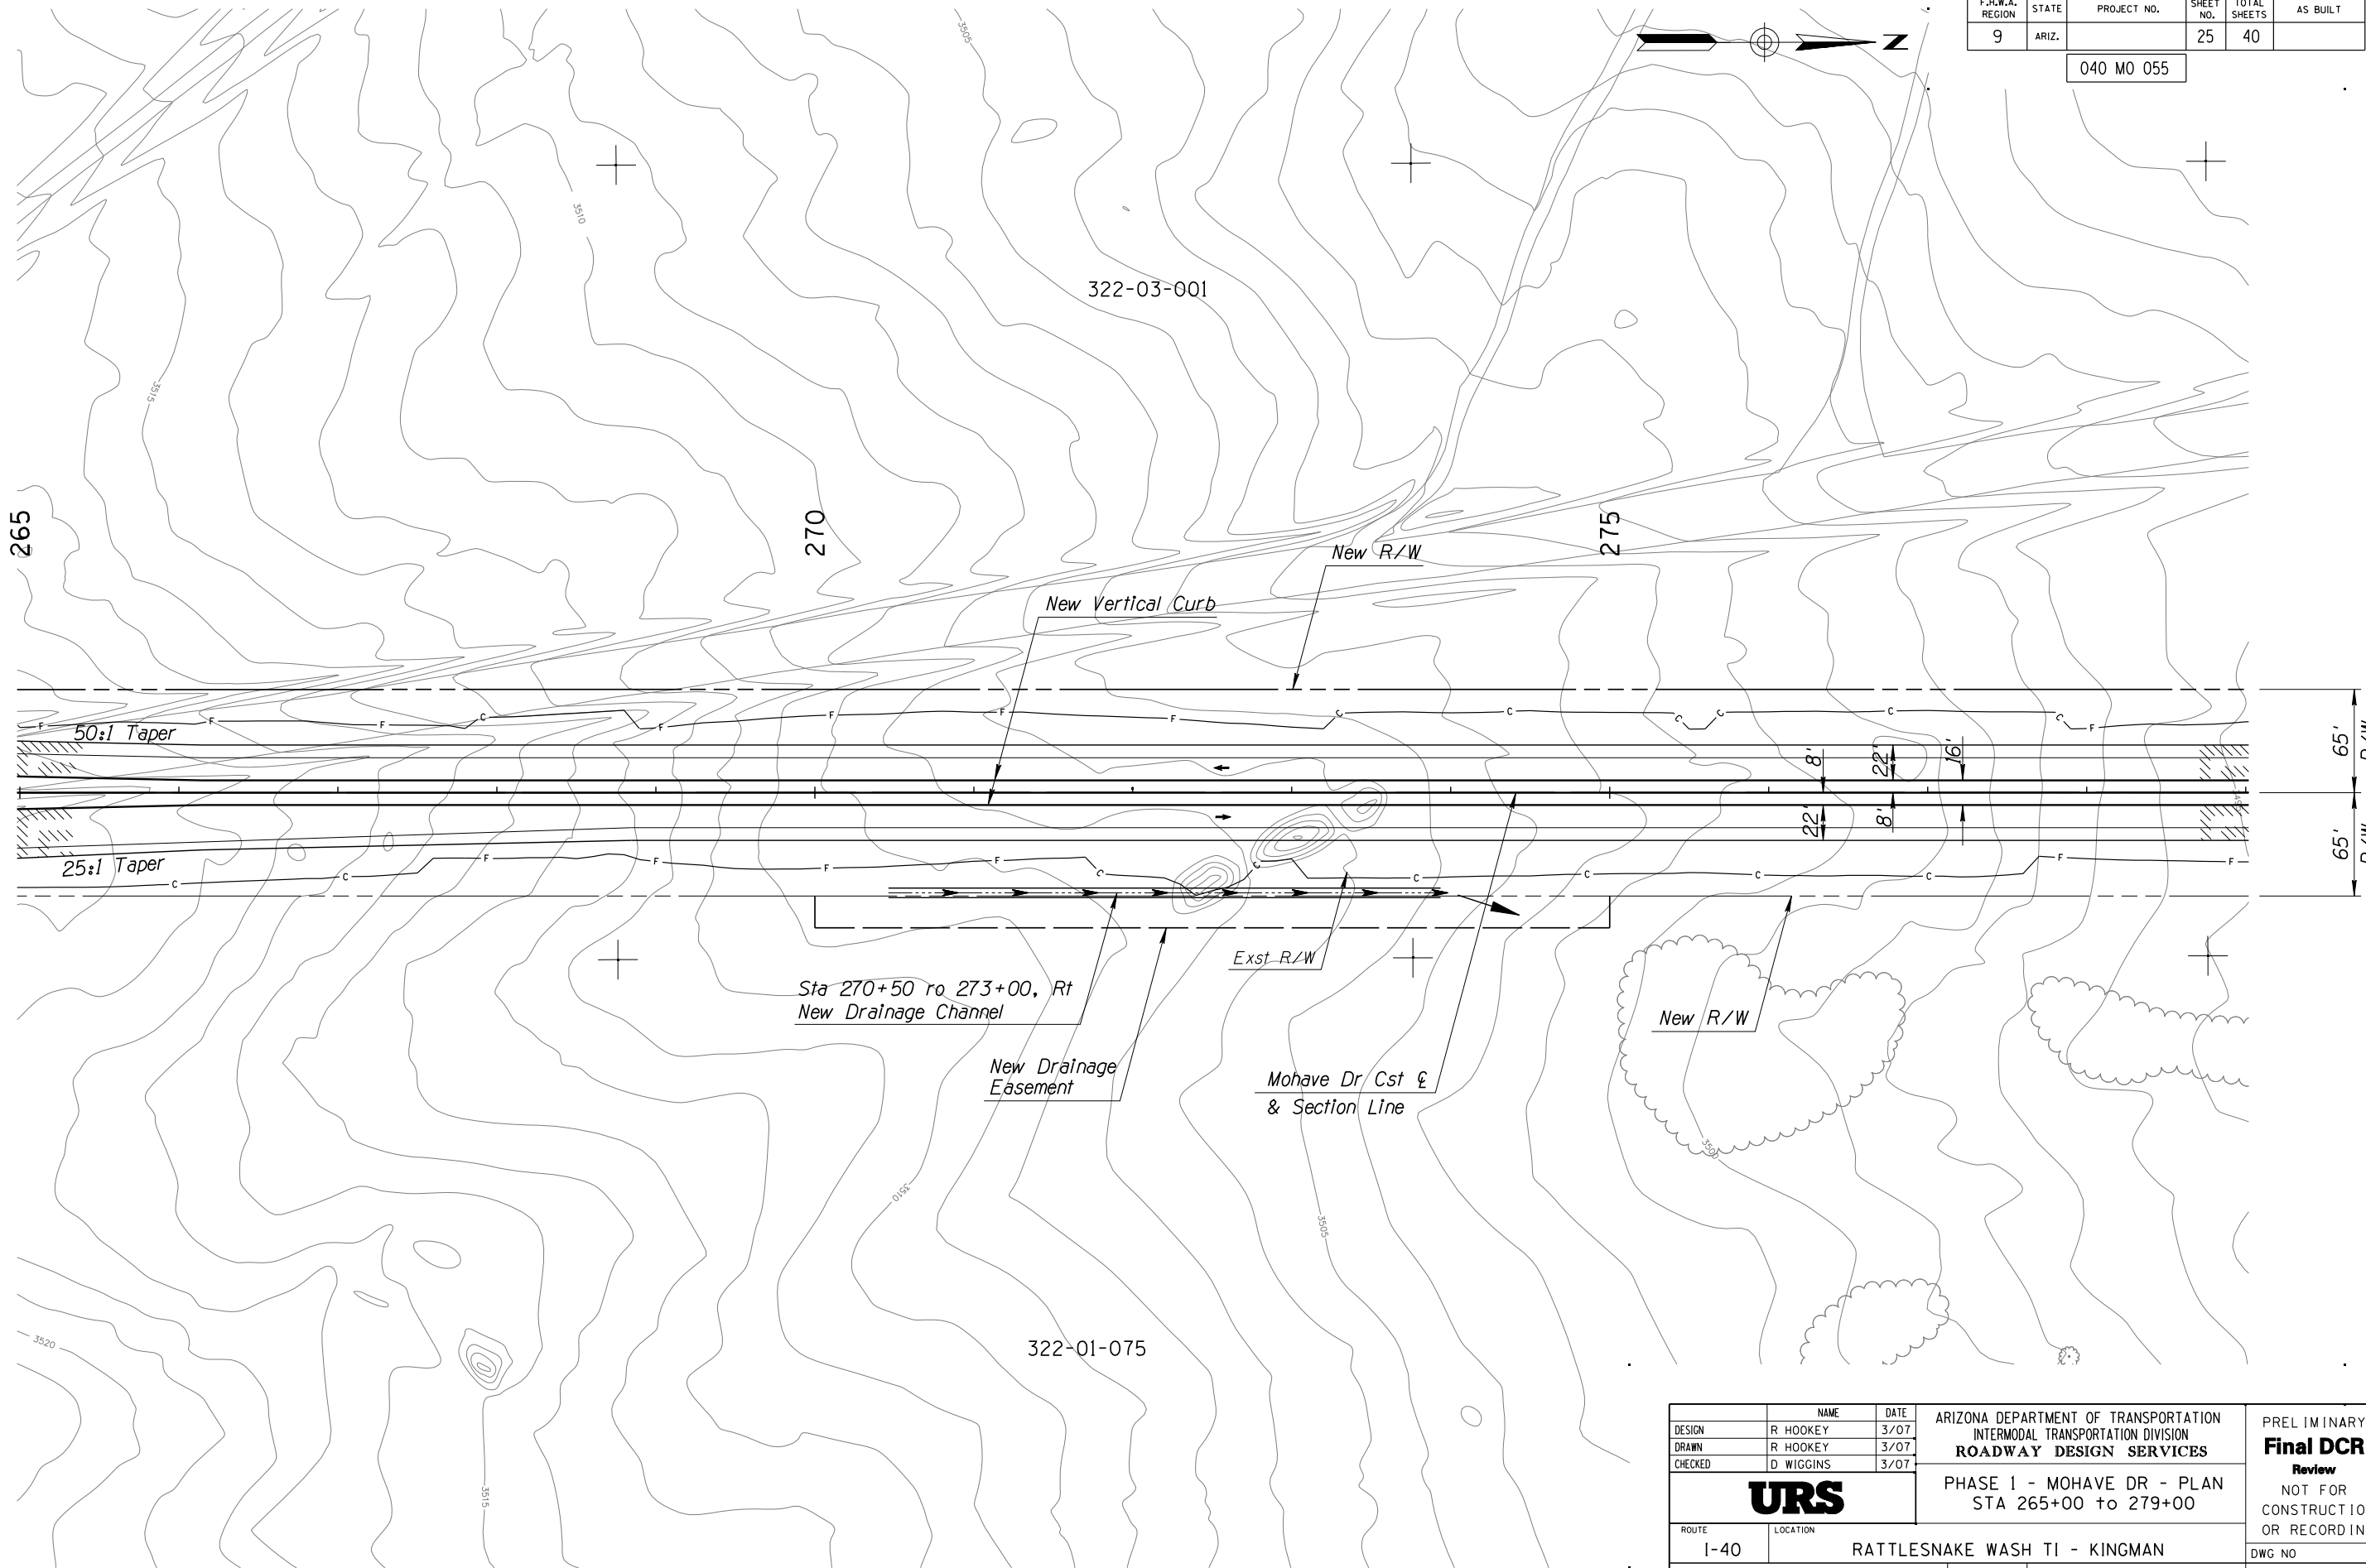 F.H.W.A. REGION STATE PROJECT NO. SHEET NO. TOTAL SHEETS AS BUILT
9 ARIZ. 25 40
040 MO 055
N
3505
3510
322-03-001
3515
265
270
275
New R/W
New Vertical Curb
50:1 Taper
25:1 Taper
F F F C F F F F C C C C F
C C F F F F C C C C C C F F
8' 22' 16'
22' 8'
65' R/W
65' R/W
Exst R/W
Sta 270+50 ro 273+00, Rt
New Drainage Channel
New Drainage
Easement
Mohave Dr Cst ℄
& Section Line
New R/W
3500
3510
3505
3520
3515
322-01-075
NAME DATE
DESIGN R HOOKEY 3/07
DRAWN R HOOKEY 3/07
CHECKED D WIGGINS 3/07
URS
ARIZONA DEPARTMENT OF TRANSPORTATION
INTERMODAL TRANSPORTATION DIVISION
ROADWAY DESIGN SERVICES
PHASE 1 - MOHAVE DR - PLAN
STA 265+00 to 279+00
PRELIMINARY
Final DCR
Review
NOT FOR
CONSTRUCTIO
OR RECORDIN
ROUTE
I-40
LOCATION
RATTLESNAKE WASH TI - KINGMAN
DWG NO